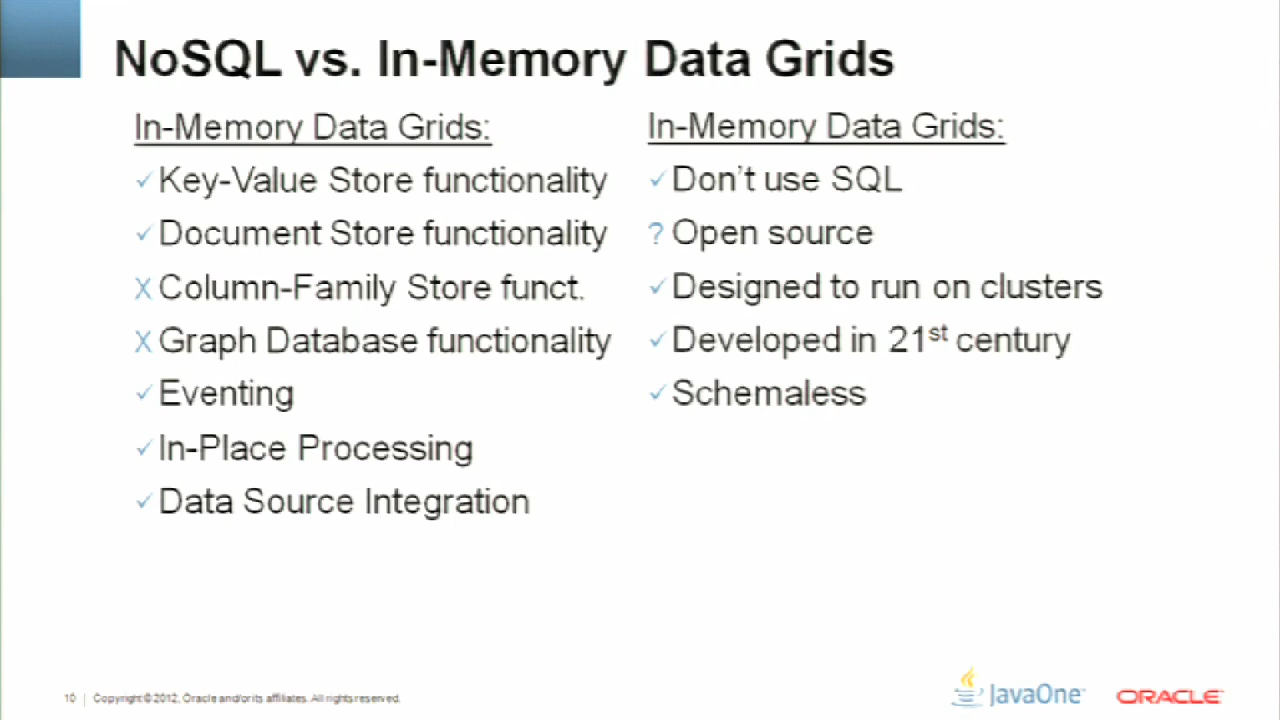 NoSQL vs. In-Memory Data Grids
In-Memory Data Grids:
✓ Key-Value Store functionality
✓ Document Store functionality
X Column-Family Store funct.
X Graph Database functionality
✓ Eventing
✓ In-Place Processing
✓ Data Source Integration
In-Memory Data Grids:
✓ Don't use SQL
? Open source
✓ Designed to run on clusters
✓ Developed in 21st century
✓ Schemaless
10 | Copyright © 2012, Oracle and/or its affiliates. All rights reserved.
JavaOne
ORACLE